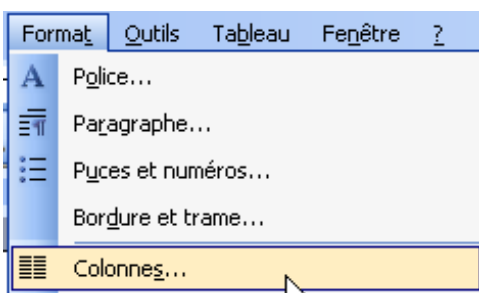 Format Outils Tableau Fenêtre ?
Police...
Paragraphe...
Puces et numéros...
Bordure et trame...
Colonnes...